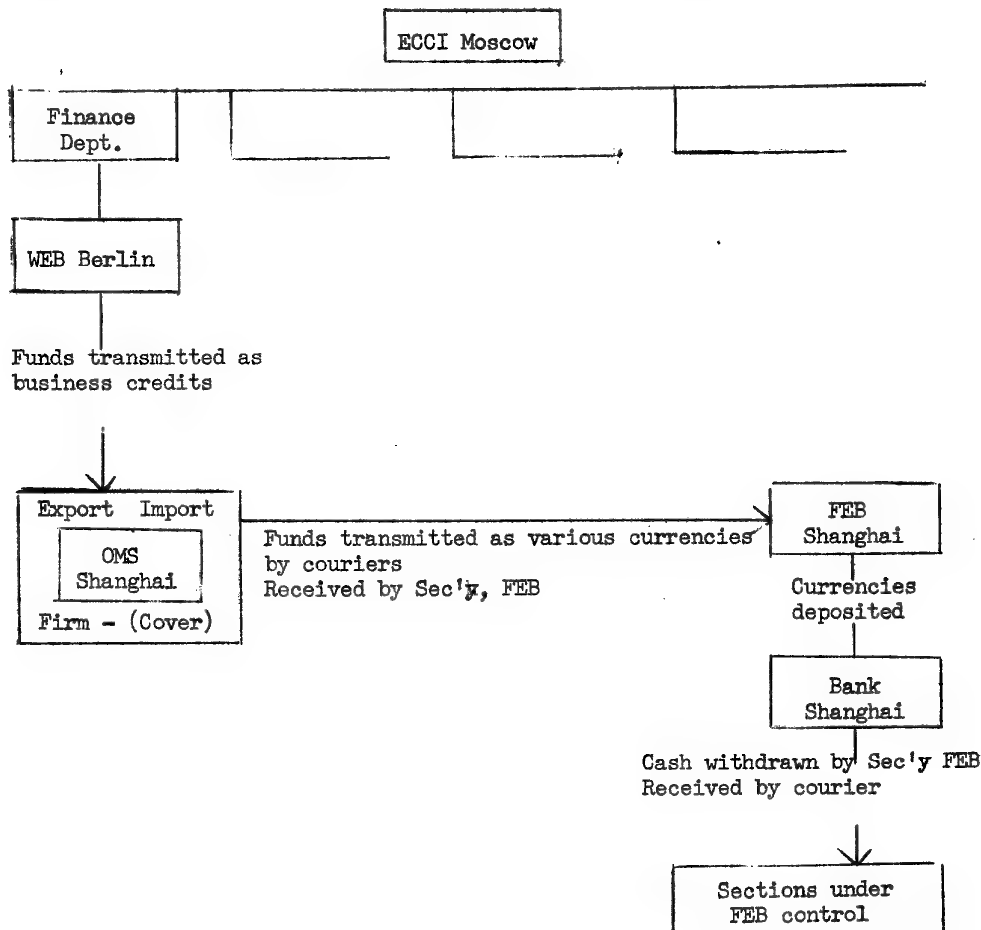 ECCI Moscow
Finance
Dept.
WEB Berlin
Funds transmitted as
business credits
Export Import
OMS
Shanghai
Firm - (Cover)
Funds transmitted as various currencies
by couriers
Received by Sec'y, FEB
FEB
Shanghai
Currencies
deposited
Bank
Shanghai
Cash withdrawn by Sec'y FEB
Received by courier
Sections under
FEB control